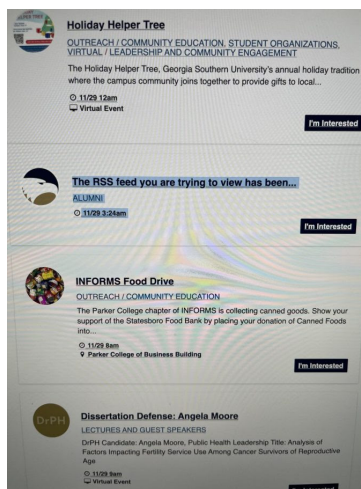 Holiday Helper Tree
OUTREACH / COMMUNITY EDUCATION, STUDENT ORGANIZATIONS,
VIRTUAL / LEADERSHIP AND COMMUNITY ENGAGEMENT
The Holiday Helper Tree, Georgia Southern University's annual holiday tradition
where the campus community joins together to provide gifts to local...
11/29 12am
Virtual Event
I'm Interested
The RSS feed you are trying to view has been...
ALUMNI
11/29 3:24am
I'm Interested
INFORMS Food Drive
OUTREACH / COMMUNITY EDUCATION
The Parker College chapter of INFORMS is collecting canned goods. Show your
support of the Statesboro Food Bank by placing your donation of Canned Foods
into...
11/29 8am
Parker College of Business Building
I'm Interested
DrPH
Dissertation Defense: Angela Moore
LECTURES AND GUEST SPEAKERS
DrPH Candidate: Angela Moore, Public Health Leadership Title: Analysis of
Factors Impacting Fertility Service Use Among Cancer Survivors of Reproductive
Age
11/29 9am
Virtual Event